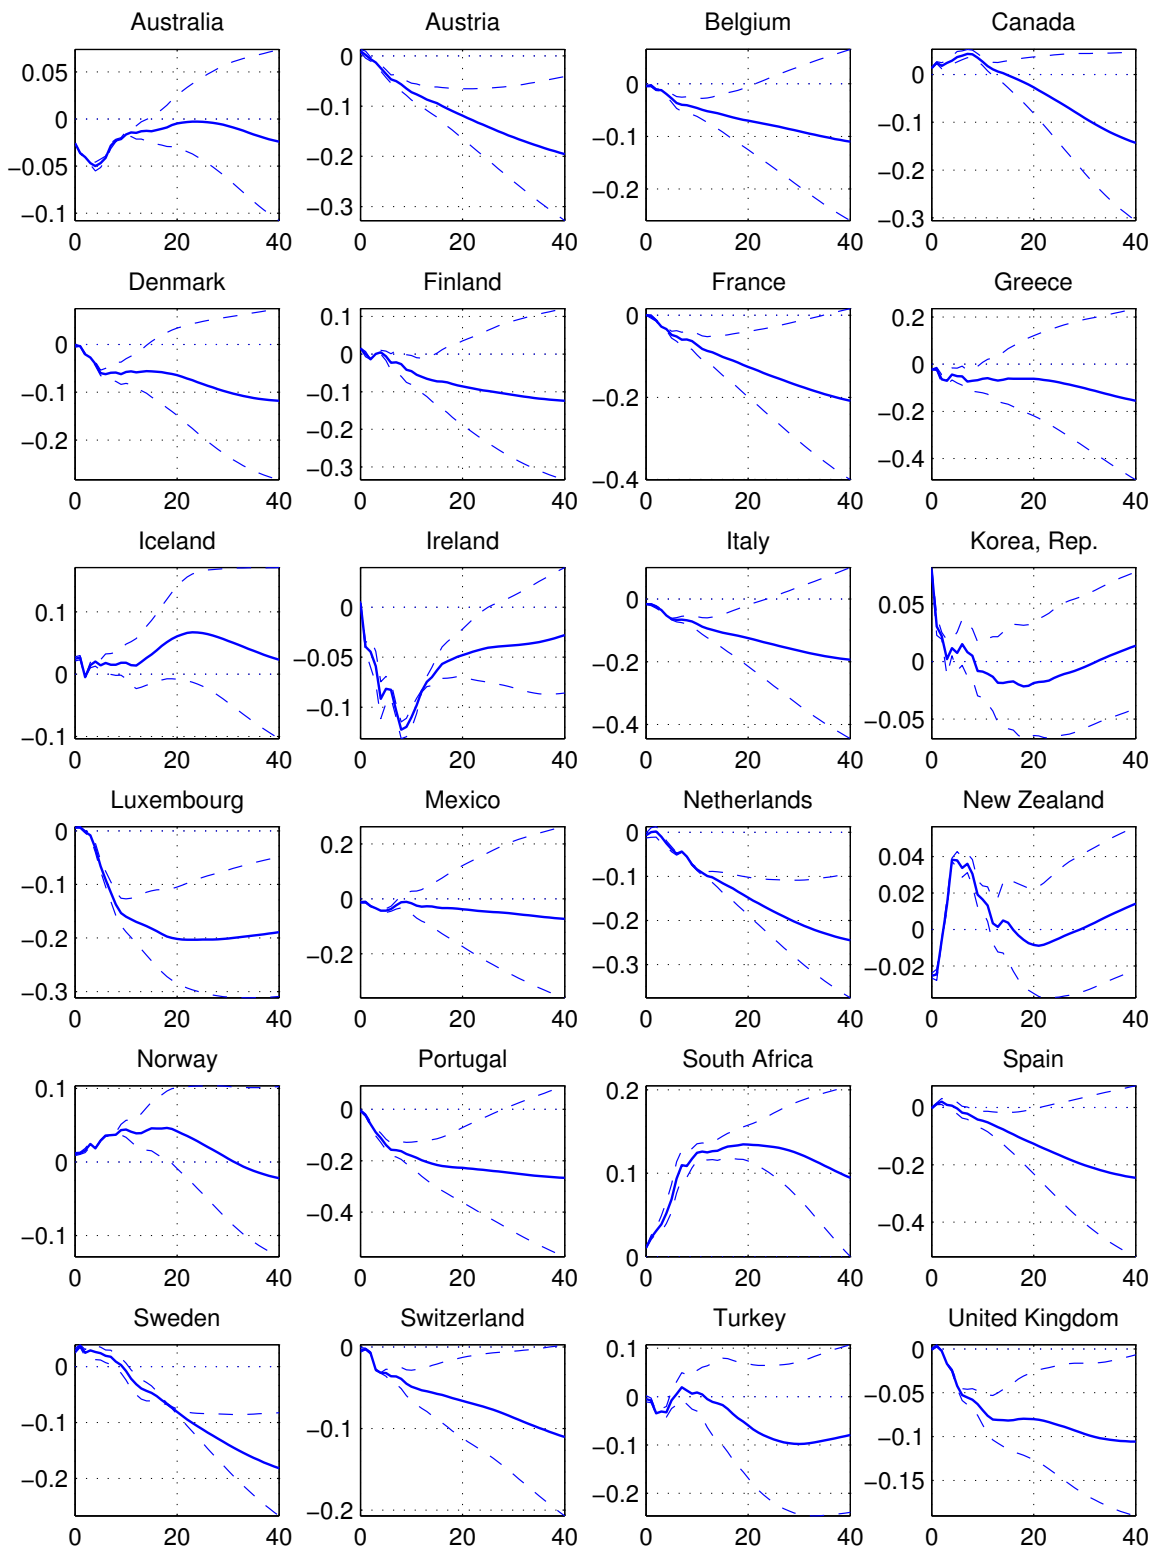 Australia Austria Belgium Canada
0.05 0 −0.05 −0.1 0 20 40
0 −0.1 −0.2 −0.3 0 20 40
0 −0.1 −0.2 0 20 40
0 −0.1 −0.2 −0.3 0 20 40
Denmark Finland France Greece
0 −0.1 −0.2 0 20 40
0.1 0 −0.1 −0.2 −0.3 0 20 40
0 −0.2 −0.4 0 20 40
0.2 0 −0.2 −0.4 0 20 40
Iceland Ireland Italy Korea, Rep.
0.1 0 −0.1 0 20 40
0 −0.05 −0.1 0 20 40
0 −0.2 −0.4 0 20 40
0.05 0 −0.05 0 20 40
Luxembourg Mexico Netherlands New Zealand
0 −0.1 −0.2 −0.3 0 20 40
0.2 0 −0.2 0 20 40
0 −0.1 −0.2 −0.3 0 20 40
0.04 0.02 0 −0.02 0 20 40
Norway Portugal South Africa Spain
0.1 0 −0.1 0 20 40
0 −0.2 −0.4 0 20 40
0.2 0.1 0 0 20 40
0 −0.2 −0.4 0 20 40
Sweden Switzerland Turkey United Kingdom
0 −0.1 −0.2 0 20 40
0 −0.1 −0.2 0 20 40
0.1 0 −0.1 −0.2 0 20 40
0 −0.05 −0.1 −0.15 0 20 40